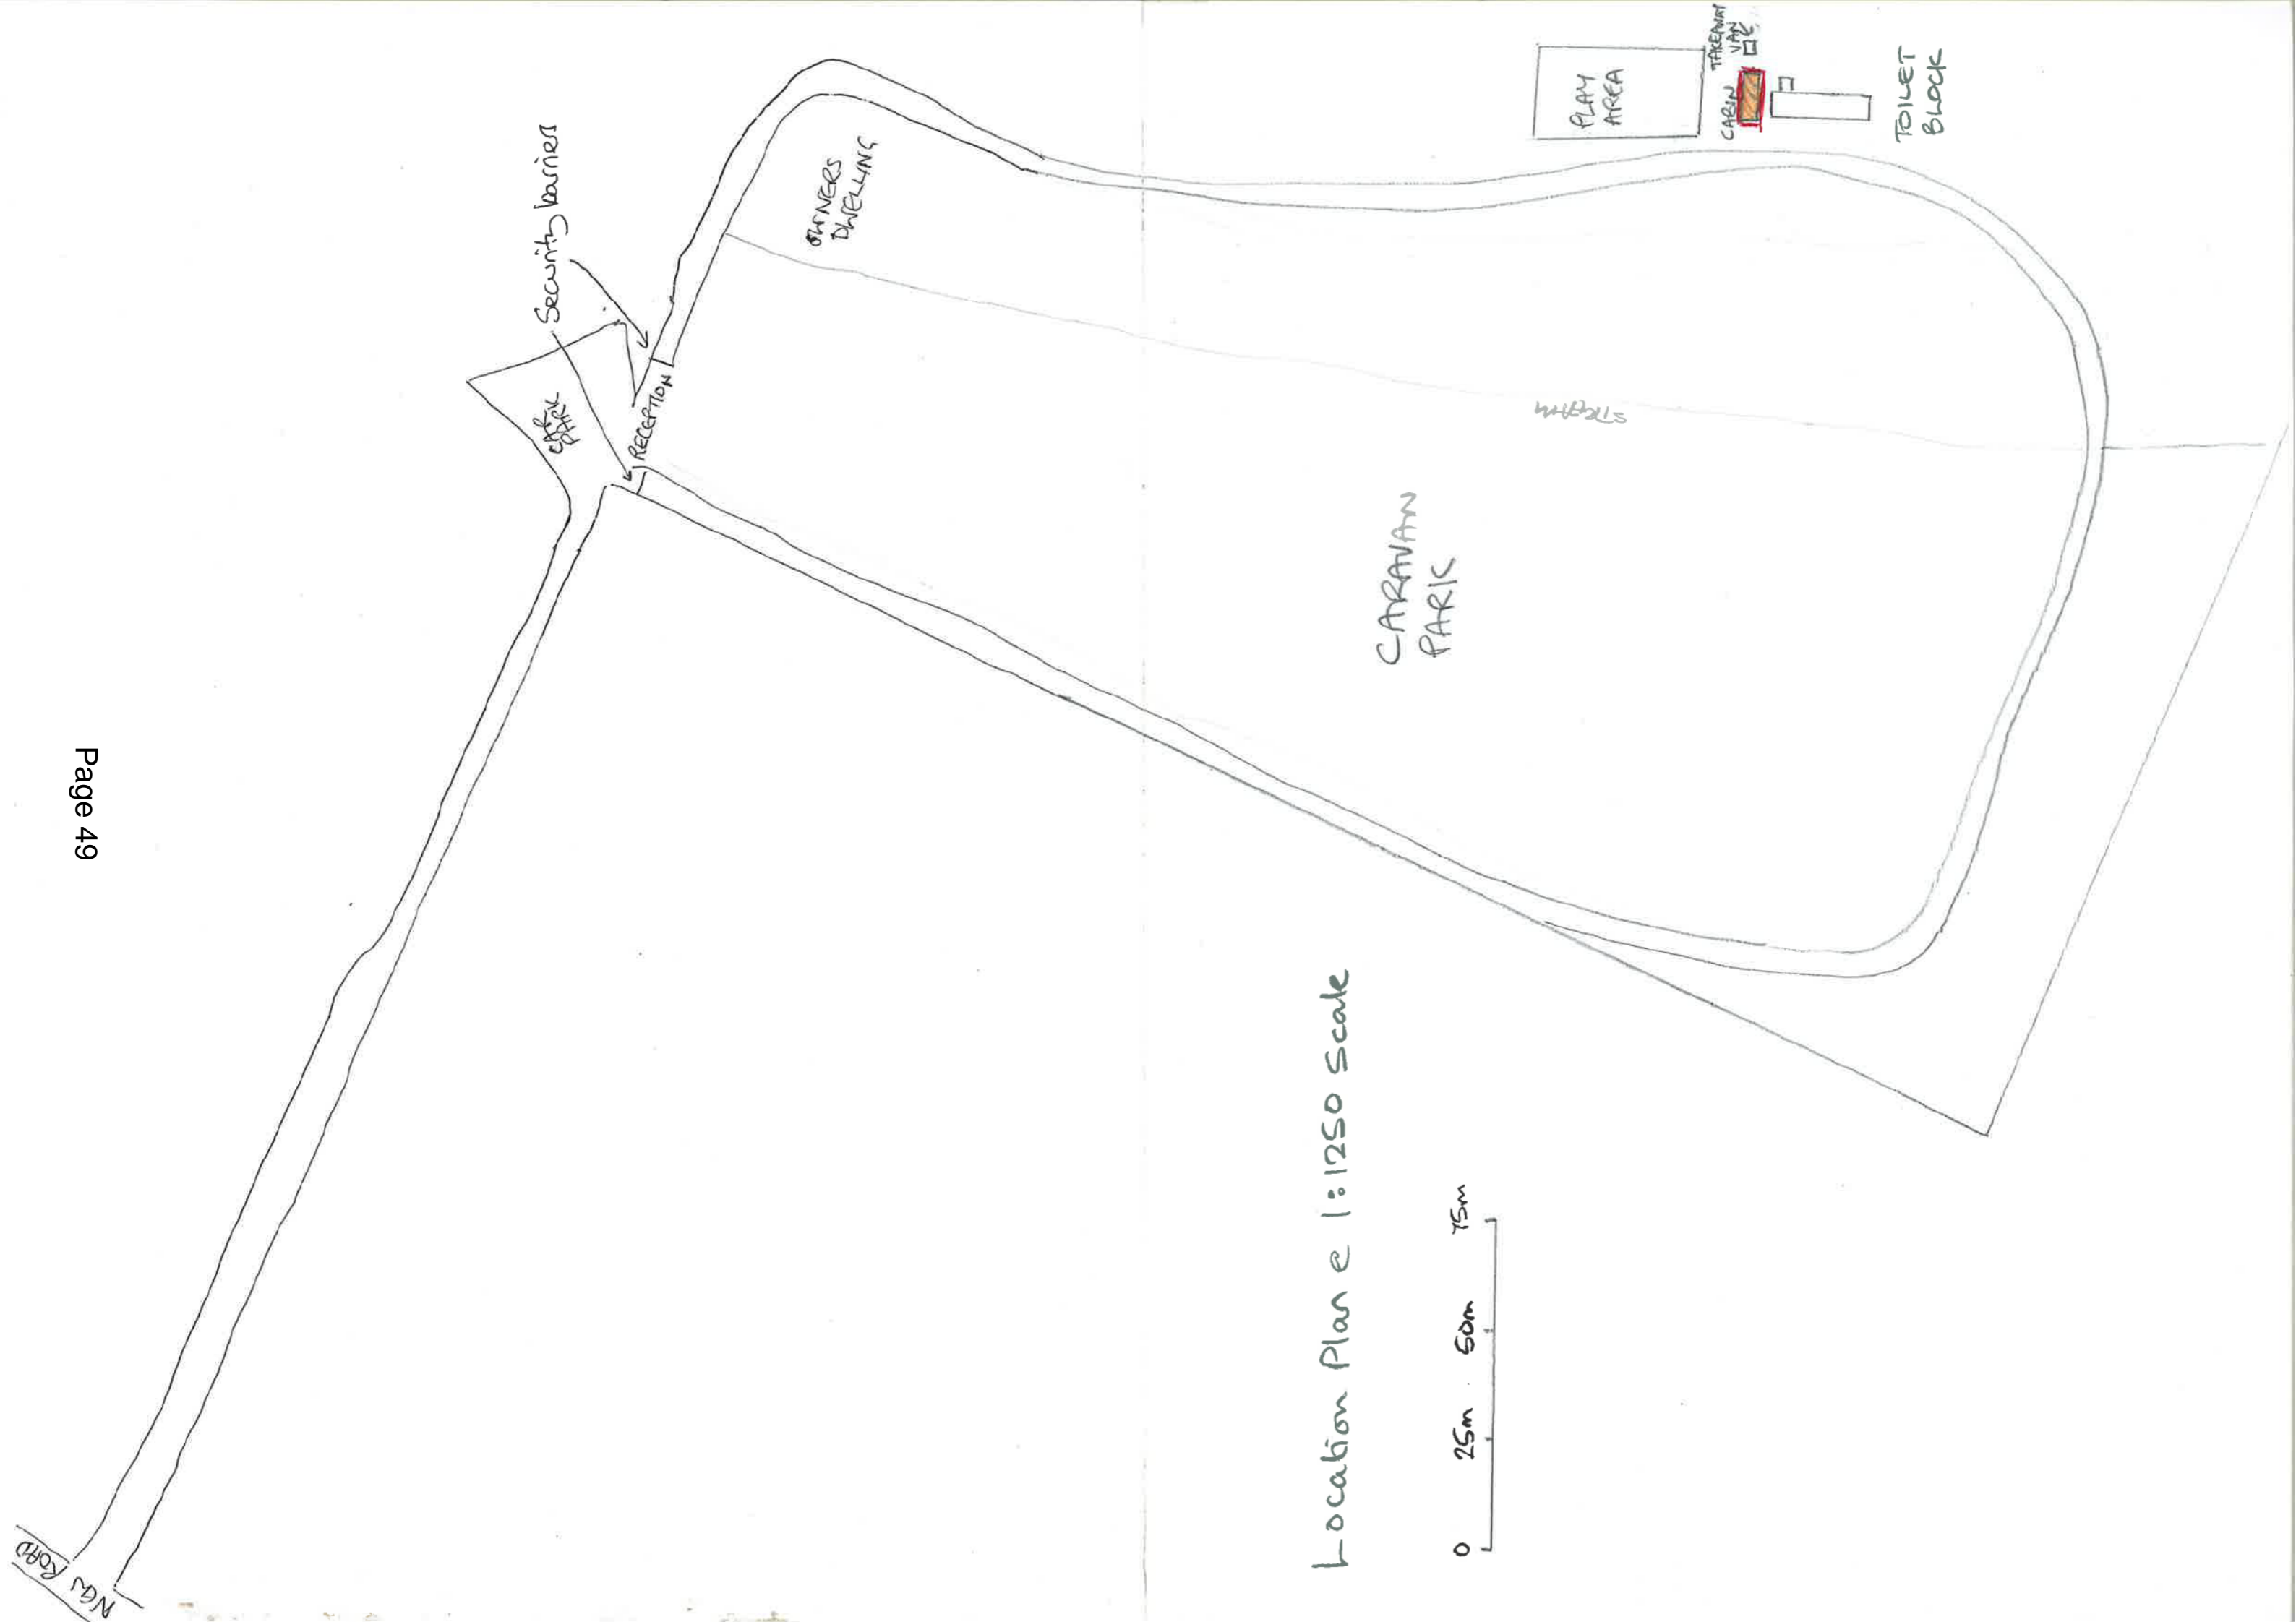 TAKEAWAY
VAN
CABIN
TOILET
BLOCK
PLAY
AREA
OWNERS
DWELLING
Security barrier
CAR
PARK
RECEPTION
STREAM
CARAVAN
PARK
NEW ROAD
Location Plan @ 1:1250 Scale
0 25m 50m 75m
Page 49